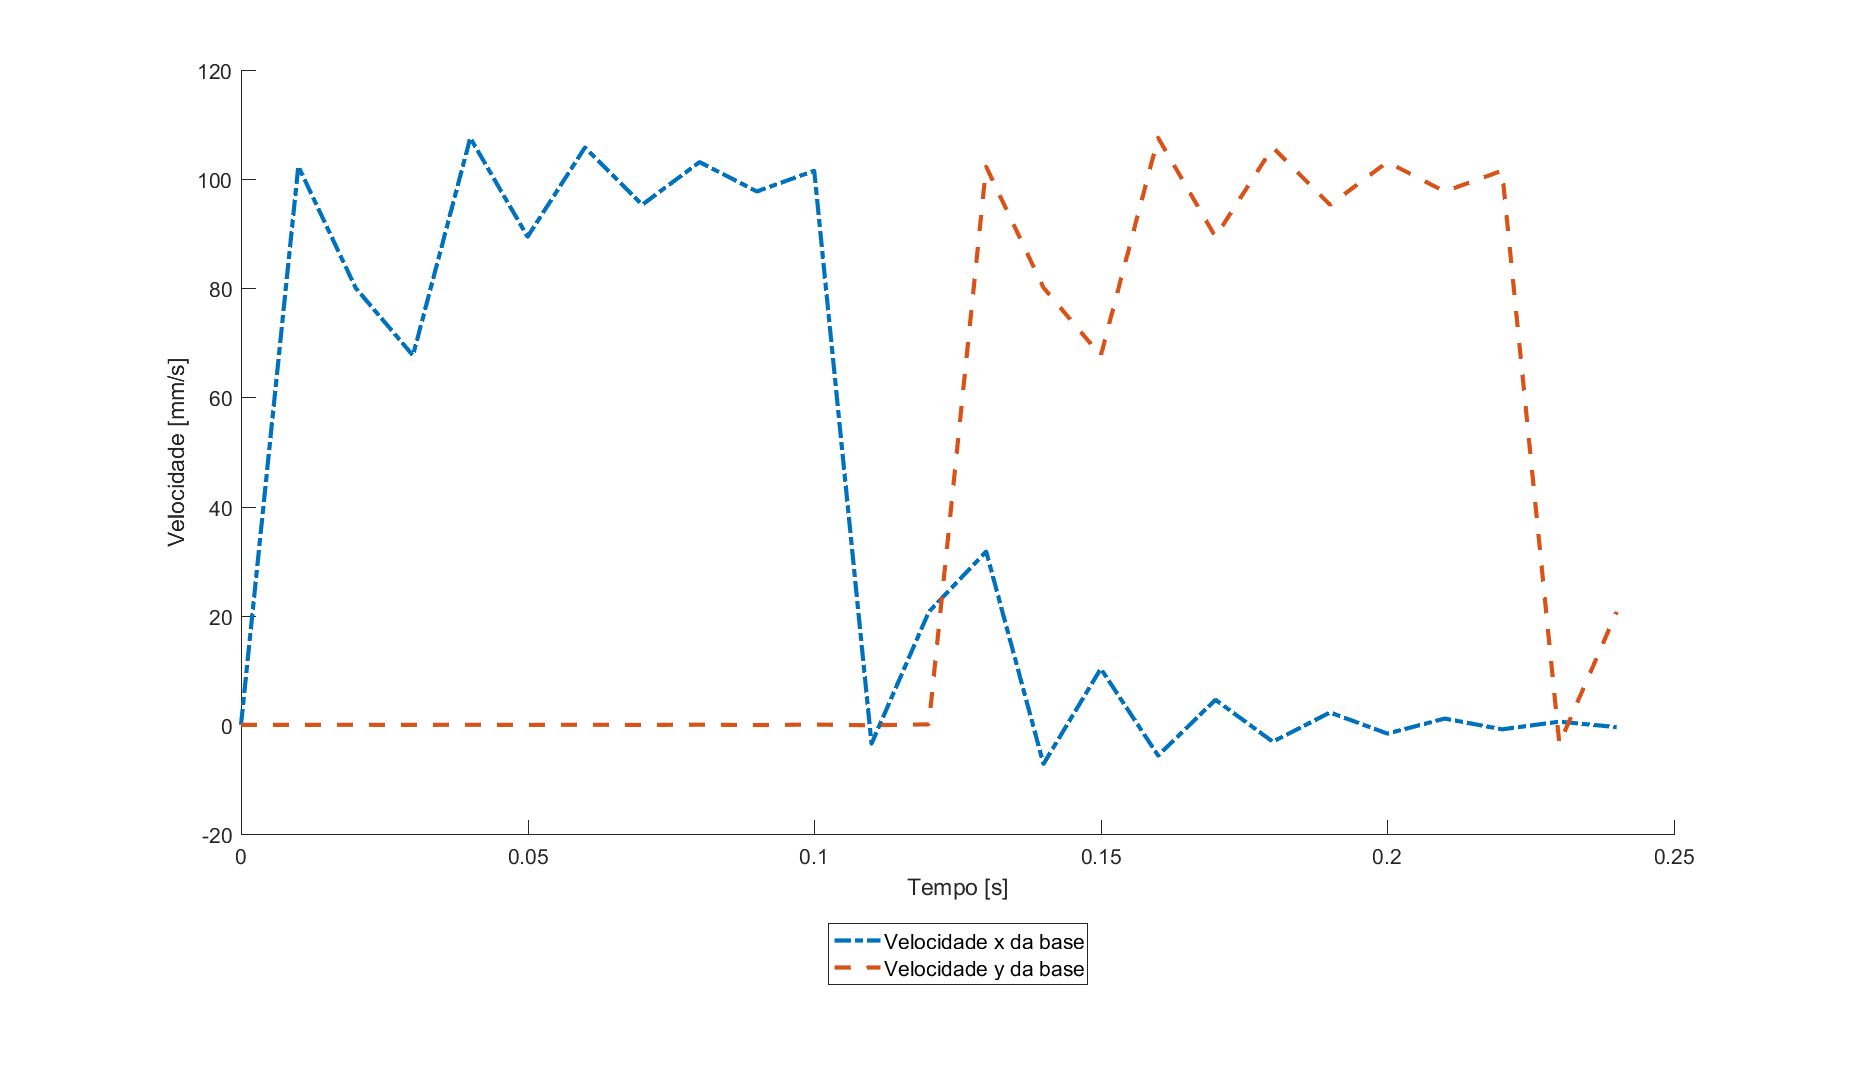 120
100
80
60
40
20
0
-20
Velocidade [mm/s]
0 0.05 0.1 0.15 0.2 0.25
Tempo [s]
Velocidade x da base
Velocidade y da base